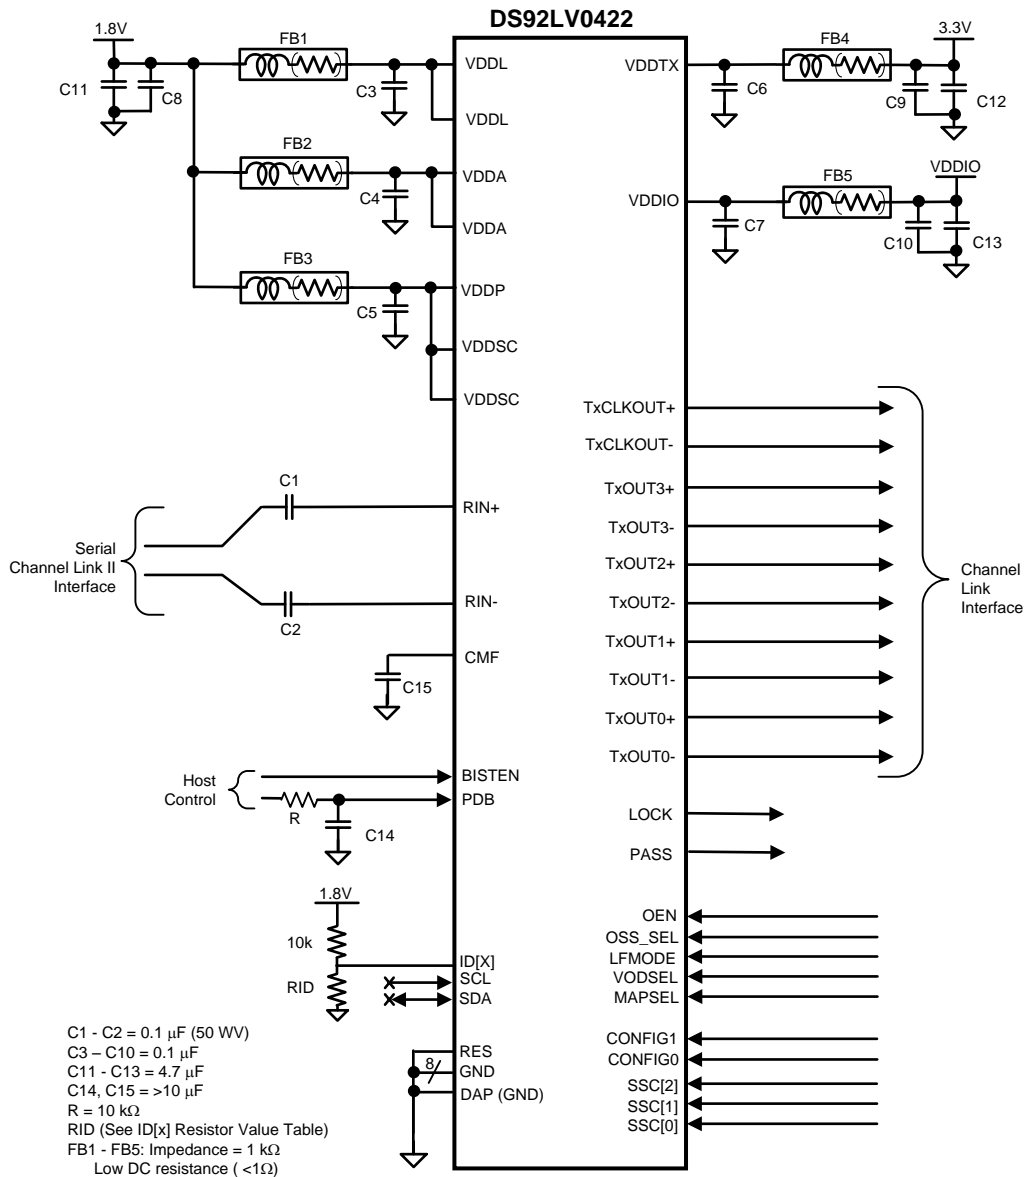 DS92LV0422
1.8V
FB1
C11
C8
C3
VDDL
VDDL
FB2
C4
VDDA
VDDA
FB3
C5
VDDP
VDDSC
VDDSC
VDDTX
C6
FB4
3.3V
C9
C12
VDDIO
C7
FB5
VDDIO
C10
C13
Serial
Channel Link II
Interface
C1
RIN+
C2
RIN-
CMF
C15
Host
Control
BISTEN
PDB
R
C14
1.8V
10k
RID
ID[X]
SCL
SDA
RES
8
GND
DAP (GND)
TxCLKOUT+
TxCLKOUT-
TxOUT3+
TxOUT3-
TxOUT2+
TxOUT2-
TxOUT1+
TxOUT1-
TxOUT0+
TxOUT0-
Channel
Link
Interface
LOCK
PASS
OEN
OSS_SEL
LFMODE
VODSEL
MAPSEL
CONFIG1
CONFIG0
SSC[2]
SSC[1]
SSC[0]
C1 - C2 = 0.1 μF (50 WV)
C3 – C10 = 0.1 μF
C11 - C13 = 4.7 μF
C14, C15 = >10 μF
R = 10 kΩ
RID (See ID[x] Resistor Value Table)
FB1 - FB5: Impedance = 1 kΩ
Low DC resistance ( <1Ω)